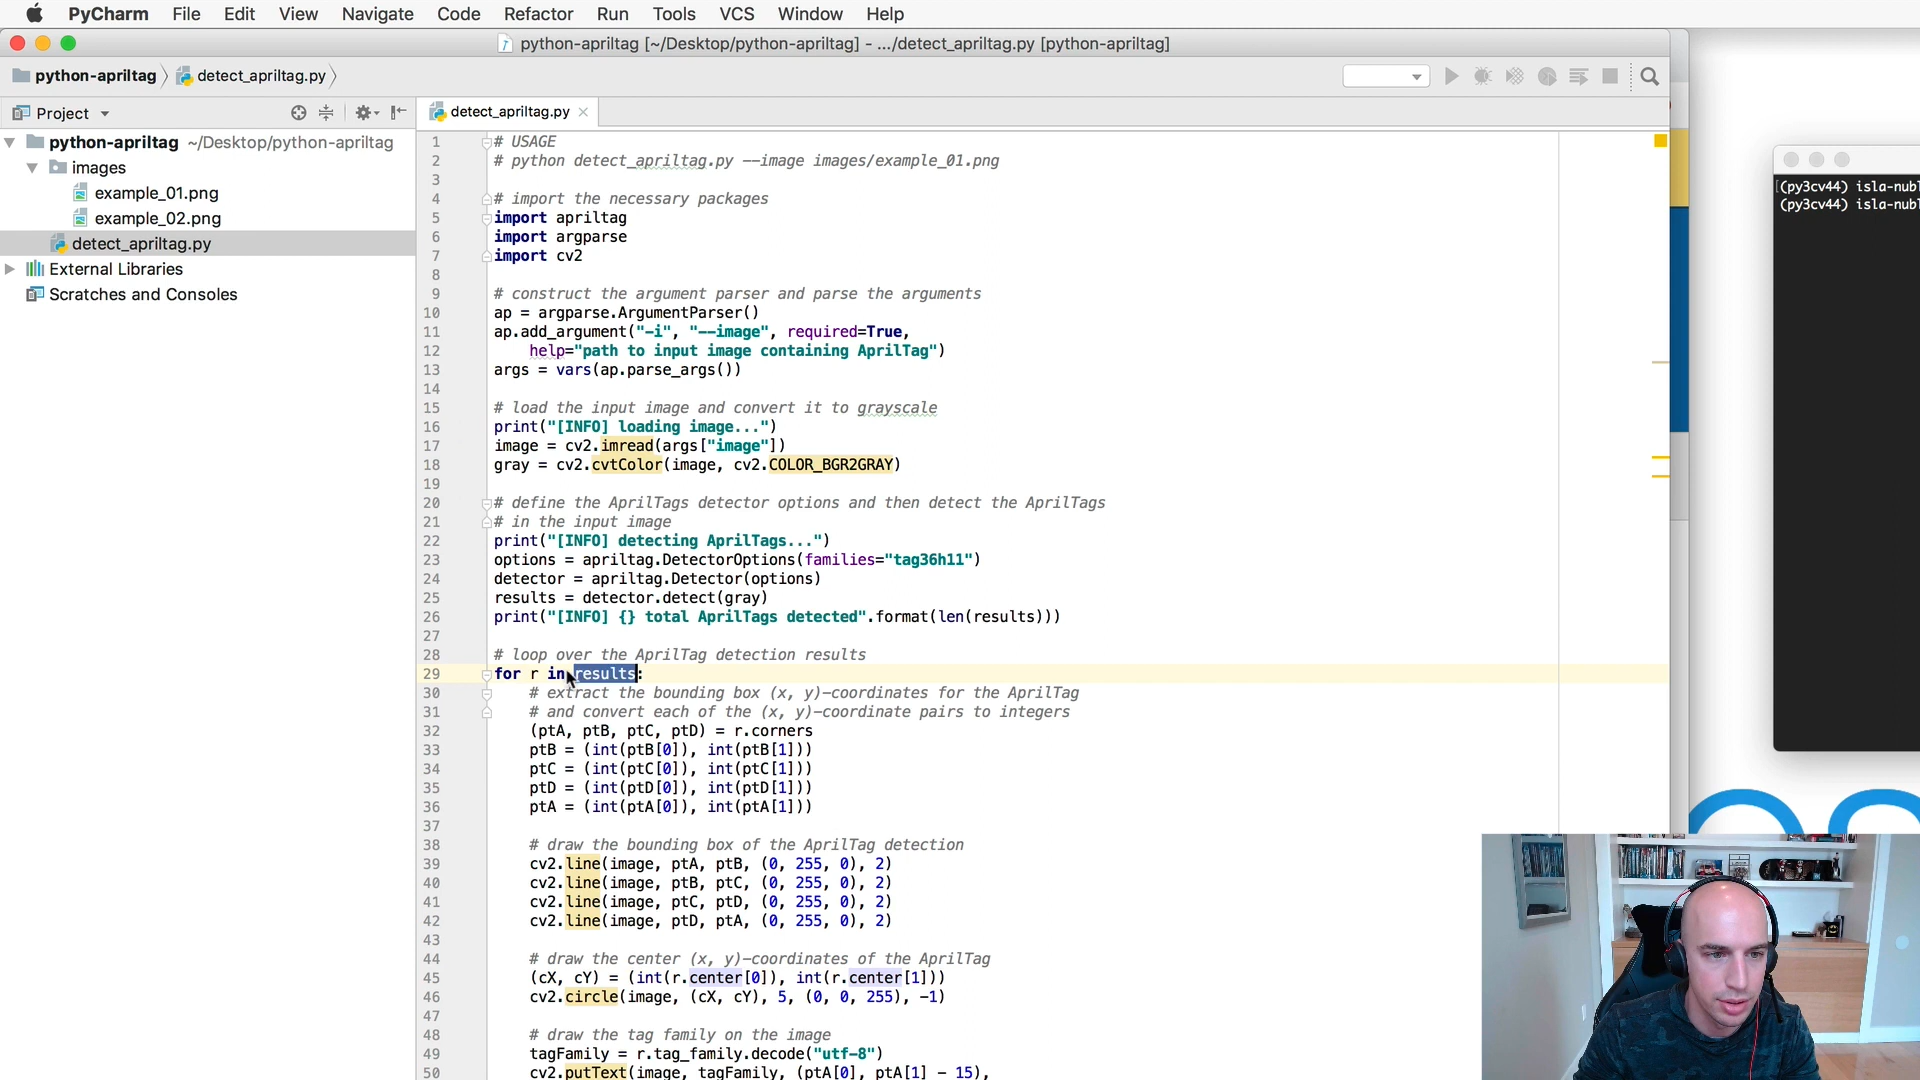 PyCharm File Edit View Navigate Code Refactor Run Tools VCS Window Help
python-apriltag [~/Desktop/python-apriltag] - .../detect_apriltag.py [python-apriltag]
python-apriltag detect_apriltag.py
Project
detect_apriltag.py
python-apriltag ~/Desktop/python-apriltag
images
example_01.png
example_02.png
detect_apriltag.py
External Libraries
Scratches and Consoles
1 # USAGE
2 # python detect_apriltag.py --image images/example_01.png
3
4 # import the necessary packages
5 import apriltag
6 import argparse
7 import cv2
8
9 # construct the argument parser and parse the arguments
10 ap = argparse.ArgumentParser()
11 ap.add_argument("-i", "--image", required=True,
12 help="path to input image containing AprilTag")
13 args = vars(ap.parse_args())
14
15 # load the input image and convert it to grayscale
16 print("[INFO] loading image...")
17 image = cv2.imread(args["image"])
18 gray = cv2.cvtColor(image, cv2.COLOR_BGR2GRAY)
19
20 # define the AprilTags detector options and then detect the AprilTags
21 # in the input image
22 print("[INFO] detecting AprilTags...")
23 options = apriltag.DetectorOptions(families="tag36h11")
24 detector = apriltag.Detector(options)
25 results = detector.detect(gray)
26 print("[INFO] {} total AprilTags detected".format(len(results)))
27
28 # loop over the AprilTag detection results
29 for r in results:
30 # extract the bounding box (x, y)-coordinates for the AprilTag
31 # and convert each of the (x, y)-coordinate pairs to integers
32 (ptA, ptB, ptC, ptD) = r.corners
33 ptB = (int(ptB[0]), int(ptB[1]))
34 ptC = (int(ptC[0]), int(ptC[1]))
35 ptD = (int(ptD[0]), int(ptD[1]))
36 ptA = (int(ptA[0]), int(ptA[1]))
37
38 # draw the bounding box of the AprilTag detection
39 cv2.line(image, ptA, ptB, (0, 255, 0), 2)
40 cv2.line(image, ptB, ptC, (0, 255, 0), 2)
41 cv2.line(image, ptC, ptD, (0, 255, 0), 2)
42 cv2.line(image, ptD, ptA, (0, 255, 0), 2)
43
44 # draw the center (x, y)-coordinates of the AprilTag
45 (cX, cY) = (int(r.center[0]), int(r.center[1]))
46 cv2.circle(image, (cX, cY), 5, (0, 0, 255), -1)
47
48 # draw the tag family on the image
49 tagFamily = r.tag_family.decode("utf-8")
50 cv2.putText(image, tagFamily, (ptA[0], ptA[1] - 15),
[(py3cv44) isla-nubl
(py3cv44) isla-nubl